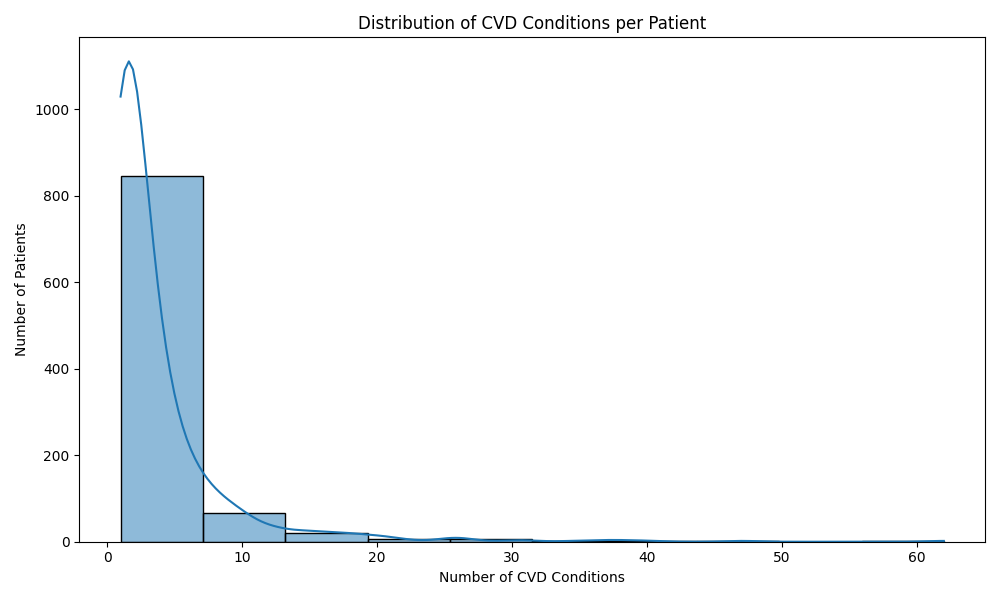 Distribution of CVD Conditions per Patient
1000
800
600
400
200
0
Number of Patients
0 10 20 30 40 50 60
Number of CVD Conditions